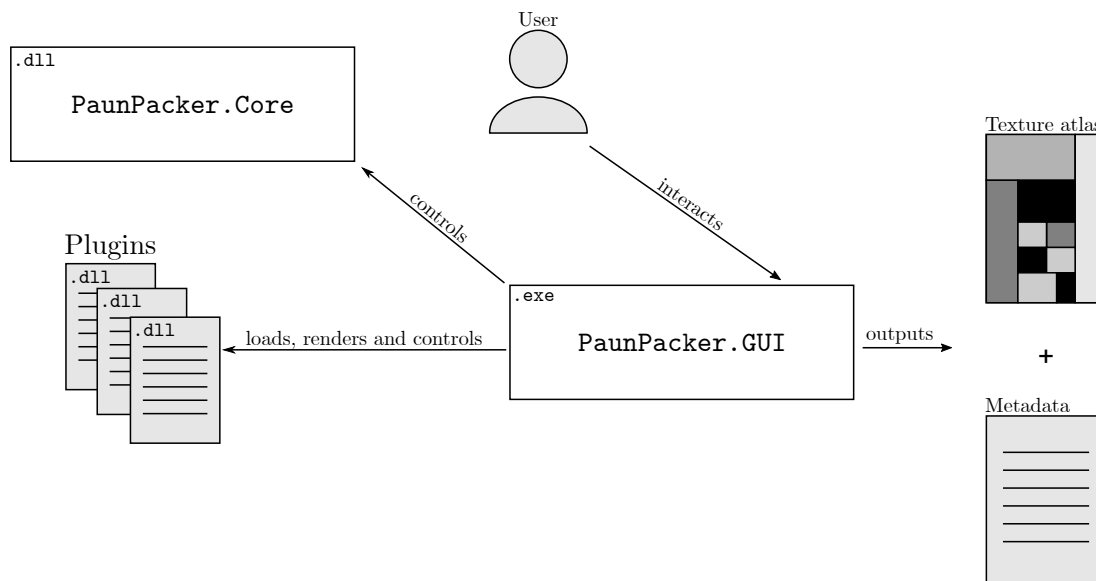 User
.dll
PaunPacker.Core
Texture atlas
controls
interacts
Plugins
.dll
.dll
.dll
.exe
loads, renders and controls
PaunPacker.GUI
outputs
+
Metadata